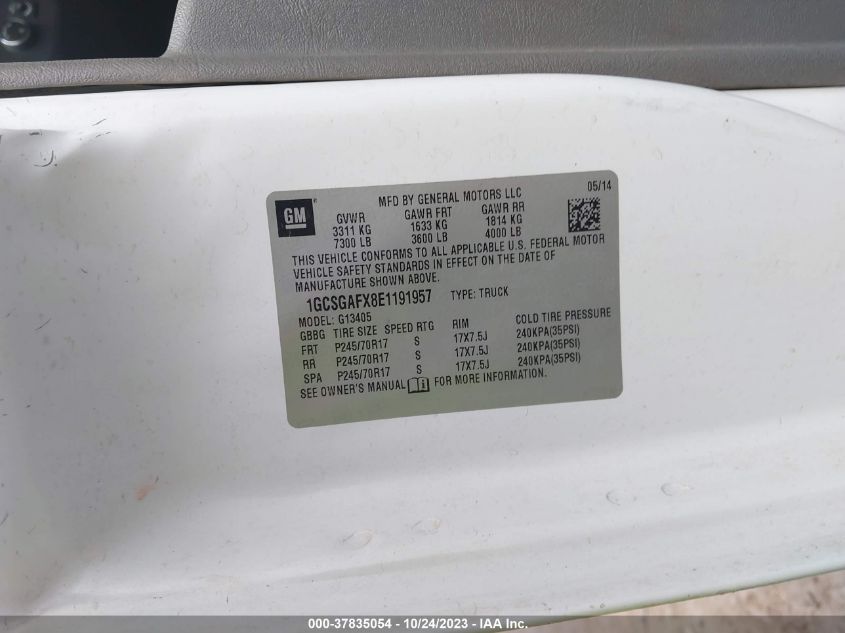 MFD BY GENERAL MOTORS LLC 05/14
GM
GVWR GAWR FRT GAWR RR
3311 KG 1633 KG 1814 KG
7300 LB 3600 LB 4000 LB
THIS VEHICLE CONFORMS TO ALL APPLICABLE U.S. FEDERAL MOTOR
VEHICLE SAFETY STANDARDS IN EFFECT ON THE DATE OF
MANUFACTURE SHOWN ABOVE.
1GCSGAFX8E1191957 TYPE: TRUCK
MODEL: G13405
GBBG TIRE SIZE SPEED RTG RIM COLD TIRE PRESSURE
FRT P245/70R17 S 17X7.5J 240KPA(35PSI)
RR P245/70R17 S 17X7.5J 240KPA(35PSI)
SPA P245/70R17 S 17X7.5J 240KPA(35PSI)
SEE OWNER'S MANUAL FOR MORE INFORMATION.
000-37835054 - 10/24/2023 - IAA Inc.